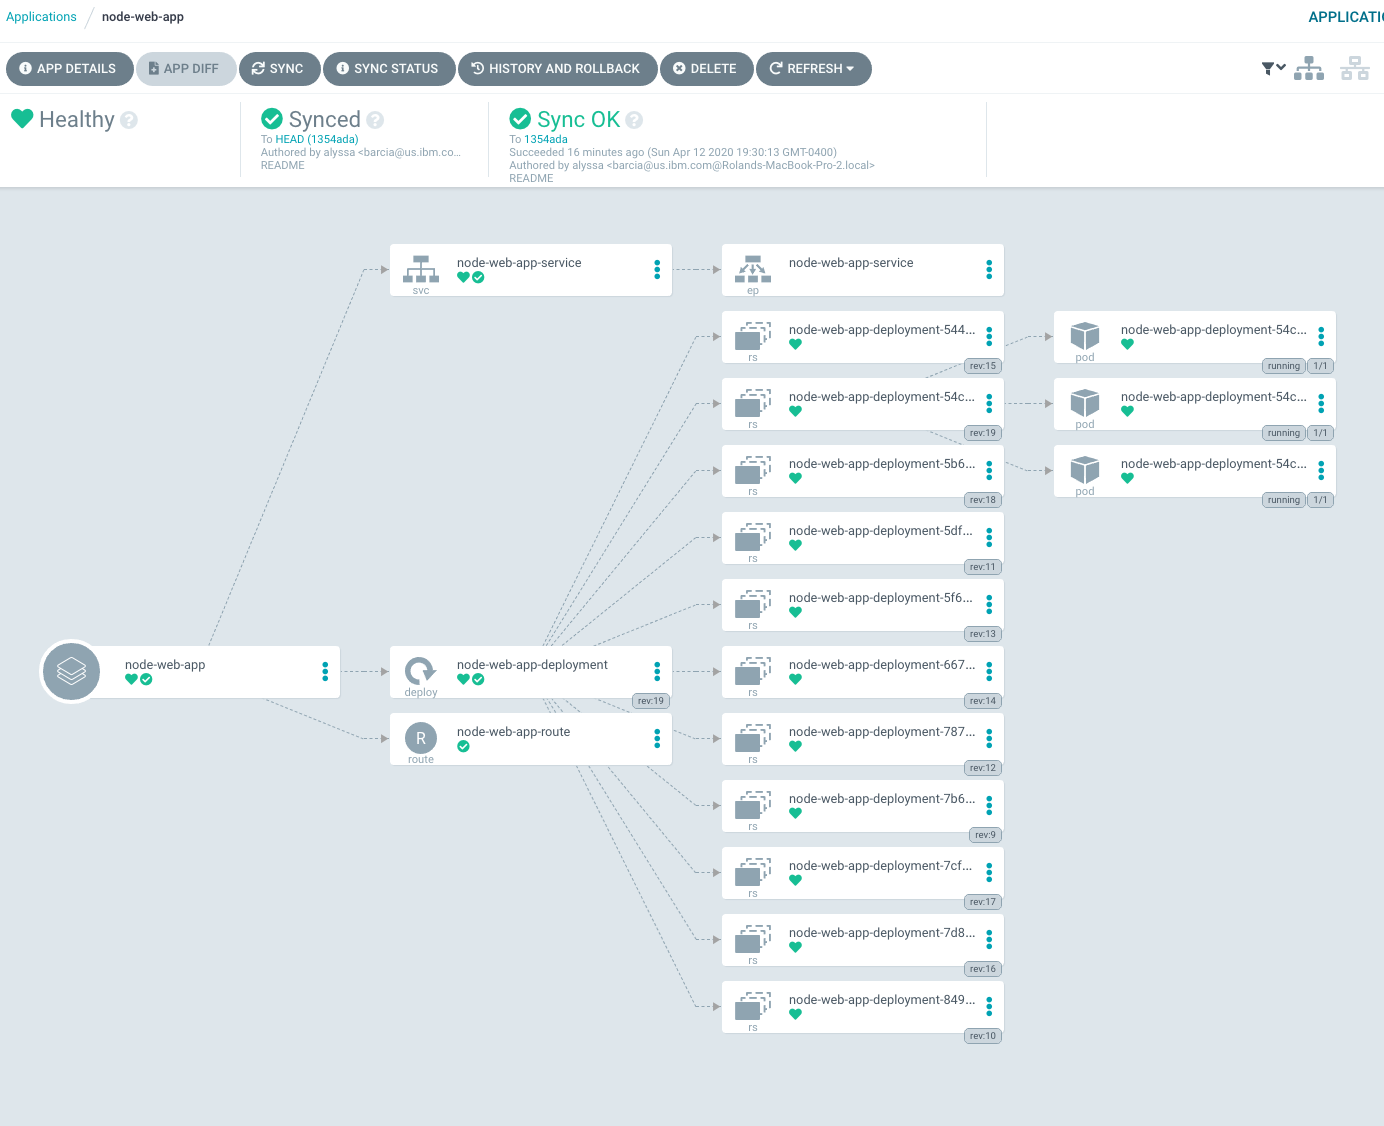 Applications / node-web-app
APPLICATI
APP DETAILS
APP DIFF
SYNC
SYNC STATUS
HISTORY AND ROLLBACK
DELETE
REFRESH
Healthy ?
Synced ?
To HEAD (1354ada)
Authored by alyssa <barcia@us.ibm.co...
README
Sync OK ?
To 1354ada
Succeeded 16 minutes ago (Sun Apr 12 2020 19:30:13 GMT-0400)
Authored by alyssa <barcia@us.ibm.com@Rolands-MacBook-Pro-2.local>
README
node-web-app-service
svc
node-web-app-service
ep
node-web-app-deployment-544...
rs
rev:15
node-web-app-deployment-54c...
pod
running 1/1
node-web-app-deployment-54c...
rs
rev:19
node-web-app-deployment-54c...
pod
running 1/1
node-web-app-deployment-5b6...
rs
rev:18
node-web-app-deployment-54c...
pod
running 1/1
node-web-app-deployment-5df...
rs
rev:11
node-web-app-deployment-5f6...
rs
rev:13
node-web-app
node-web-app-deployment
deploy
rev:19
node-web-app-deployment-667...
rs
rev:14
R
node-web-app-route
route
node-web-app-deployment-787...
rs
rev:12
node-web-app-deployment-7b6...
rs
rev:9
node-web-app-deployment-7cf...
rs
rev:17
node-web-app-deployment-7d8...
rs
rev:16
node-web-app-deployment-849...
rs
rev:10